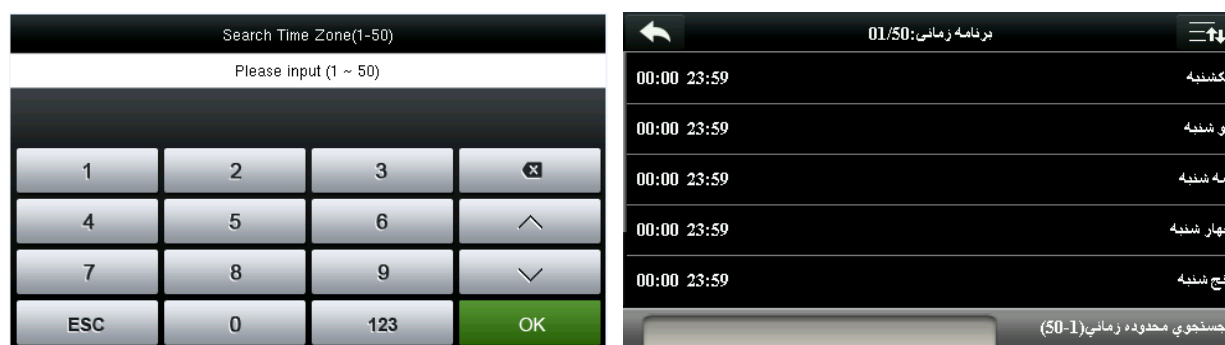 Search Time Zone(1-50)
Please input (1 ~ 50)
1 2 3
4 5 6
7 8 9
ESC 0 123 OK
برنامه زمانی:01/50
00:00 23:59 کشنبه
00:00 23:59 و شنبه
00:00 23:59 شنبه
00:00 23:59 هار شنبه
00:00 23:59 نج شنبه
جستجوي محدوده زماني(1-50)